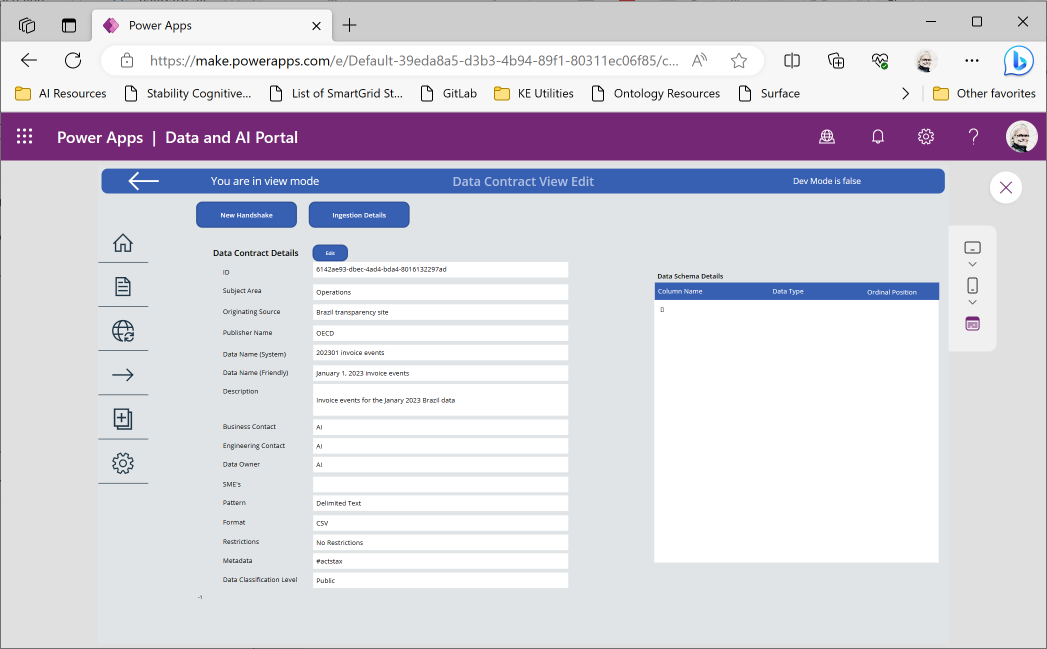 Power Apps
https://make.powerapps.com/e/Default-39eda8a5-d3b3-4b94-89f1-80311ec06f85/c...
AI Resources
Stability Cognitive...
List of SmartGrid St...
GitLab
KE Utilities
Ontology Resources
Surface
Other favorites
Power Apps | Data and AI Portal
You are in view mode
Data Contract View Edit
Dev Mode is false
New Handshake
Ingestion Details
Data Contract Details
Edit
ID
6142ae93-dbec-4ad4-bda4-8016132297ad
Subject Area
Operations
Originating Source
Brazil transparency site
Publisher Name
OECD
Data Name (System)
202301 invoice events
Data Name (Friendly)
January 1, 2023 invoice events
Description
Invoice events for the Janary 2023 Brazil data
Business Contact
AI
Engineering Contact
AI
Data Owner
AI
SME's
Pattern
Delimited Text
Format
CSV
Restrictions
No Restrictions
Metadata
#actstax
Data Classification Level
Public
-1
Data Schema Details
Column Name
Data Type
Ordinal Position